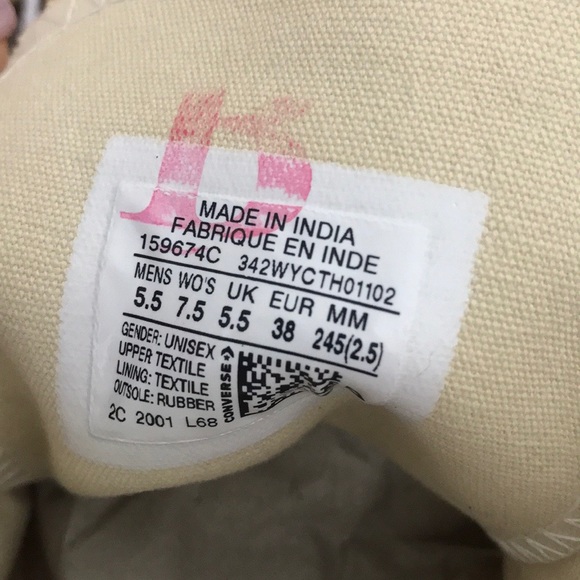 15
MADE IN INDIA
FABRIQUE EN INDE
159674C 342WYCTH01102
MENS WO'S UK EUR MM
5.5 7.5 5.5 38 245(2.5)
GENDER: UNISEX
UPPER TEXTILE
LINING: TEXTILE
OUTSOLE: RUBBER
2C 2001 L68
CONVERSE